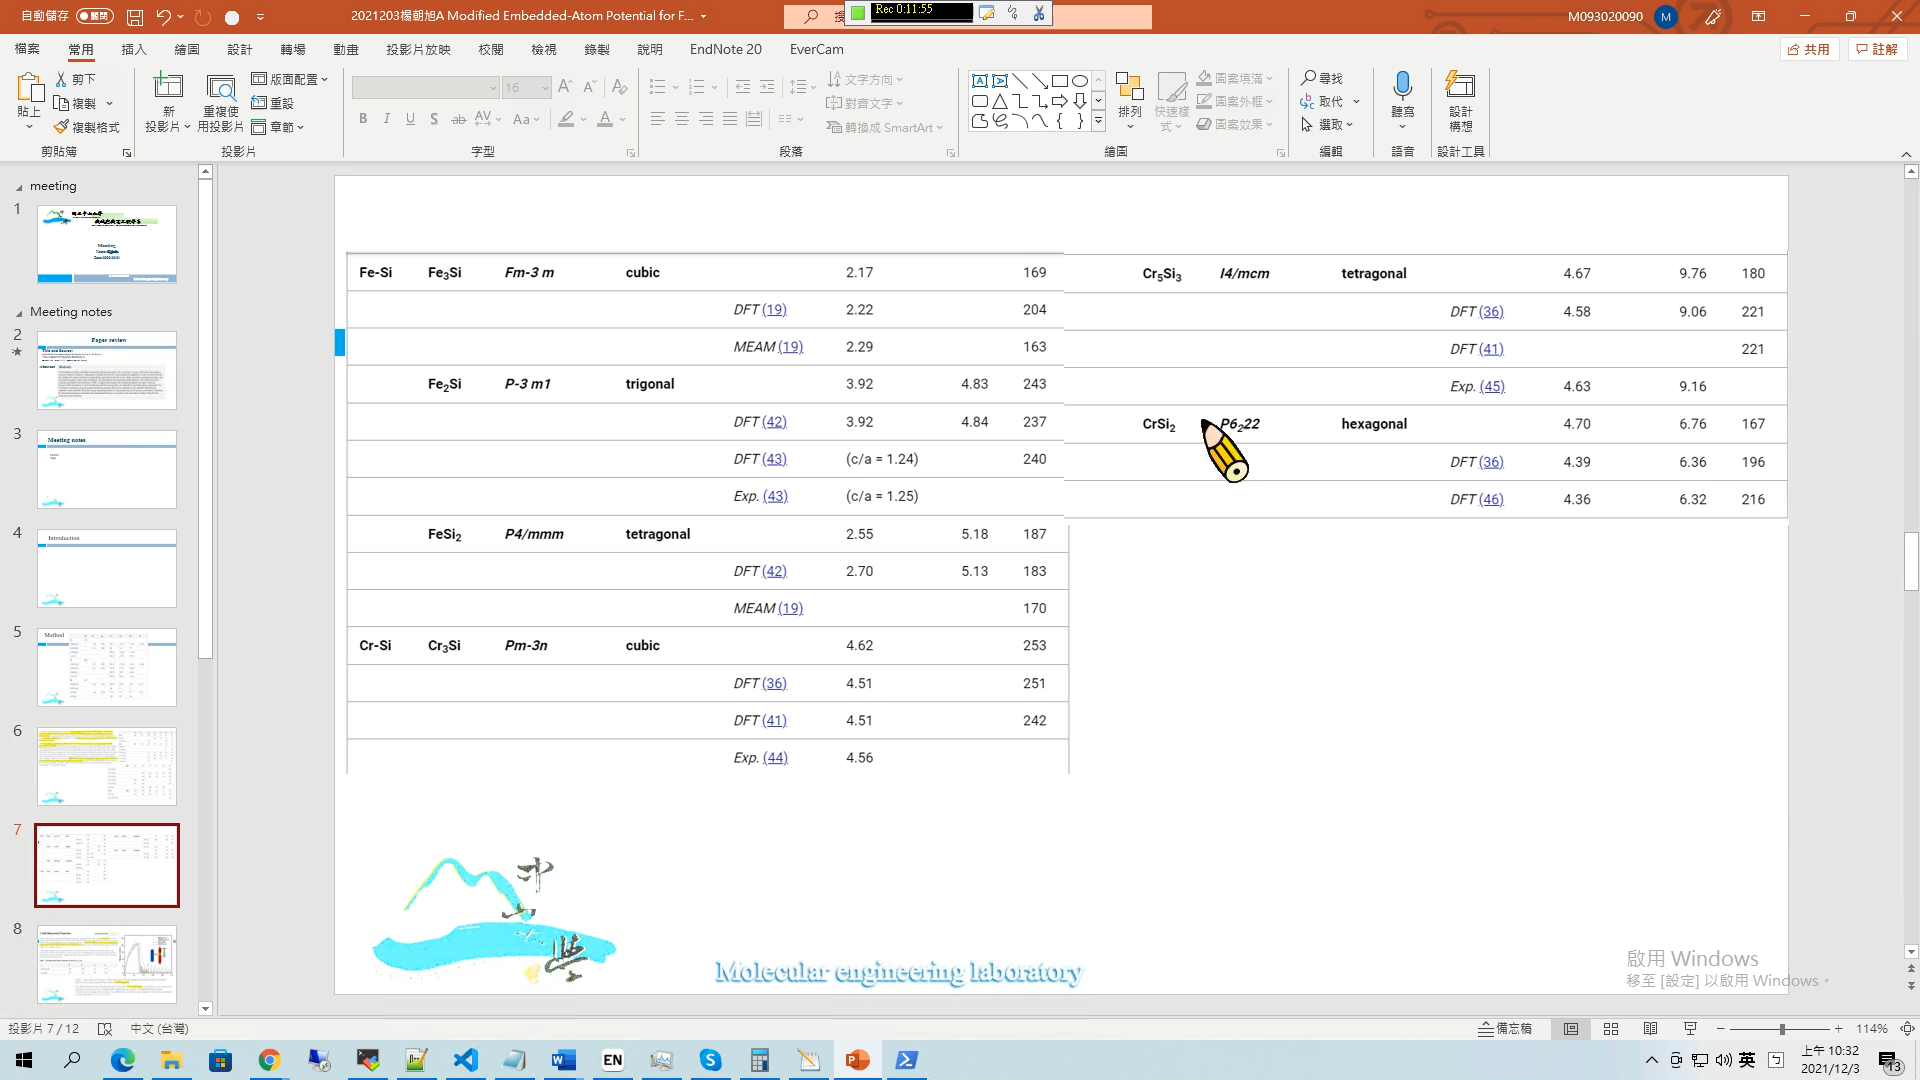 自動儲存 關閉
2021203楊朝旭A Modified Embedded-Atom Potential for F...
Rec 0:11:55
M093020090 M
檔案 常用 插入 繪圖 設計 轉場 動畫 投影片放映 校閱 檢視 錄製 說明 EndNote 20 EverCam
共用 註解
貼上 剪下 複製 複製格式
剪貼簿
新投影片 重複使用投影片 版面配置 重設 章節
投影片
16
B I U S ab AV Aa A
字型
文字方向
對齊文字
轉換成 SmartArt
段落
排列 快速樣式 圖案填滿 圖案外框 圖案效果
繪圖
尋找
取代
選取
編輯
聽寫
語音
設計構想
設計工具
meeting
1
Meeting
Meeting notes
2
Paper review
3
Meeting notes
4
Introduction
5
Method
6
7
8
Fe-Si Fe3Si Fm-3 m cubic 2.17 169
DFT (19) 2.22 204
MEAM (19) 2.29 163
Fe2Si P-3 m1 trigonal 3.92 4.83 243
DFT (42) 3.92 4.84 237
DFT (43) (c/a = 1.24) 240
Exp. (43) (c/a = 1.25)
FeSi2 P4/mmm tetragonal 2.55 5.18 187
DFT (42) 2.70 5.13 183
MEAM (19) 170
Cr-Si Cr3Si Pm-3n cubic 4.62 253
DFT (36) 4.51 251
DFT (41) 4.51 242
Exp. (44) 4.56
Cr5Si3 I4/mcm tetragonal 4.67 9.76 180
DFT (36) 4.58 9.06 221
DFT (41) 221
Exp. (45) 4.63 9.16
CrSi2 P6222 hexagonal 4.70 6.76 167
DFT (36) 4.39 6.36 196
DFT (46) 4.36 6.32 216
Molecular engineering laboratory
啟用 Windows
移至 [設定] 以啟用 Windows。
投影片 7 / 12 中文 (台灣)
備忘稿
114%
EN
英
上午 10:32
2021/12/3
13